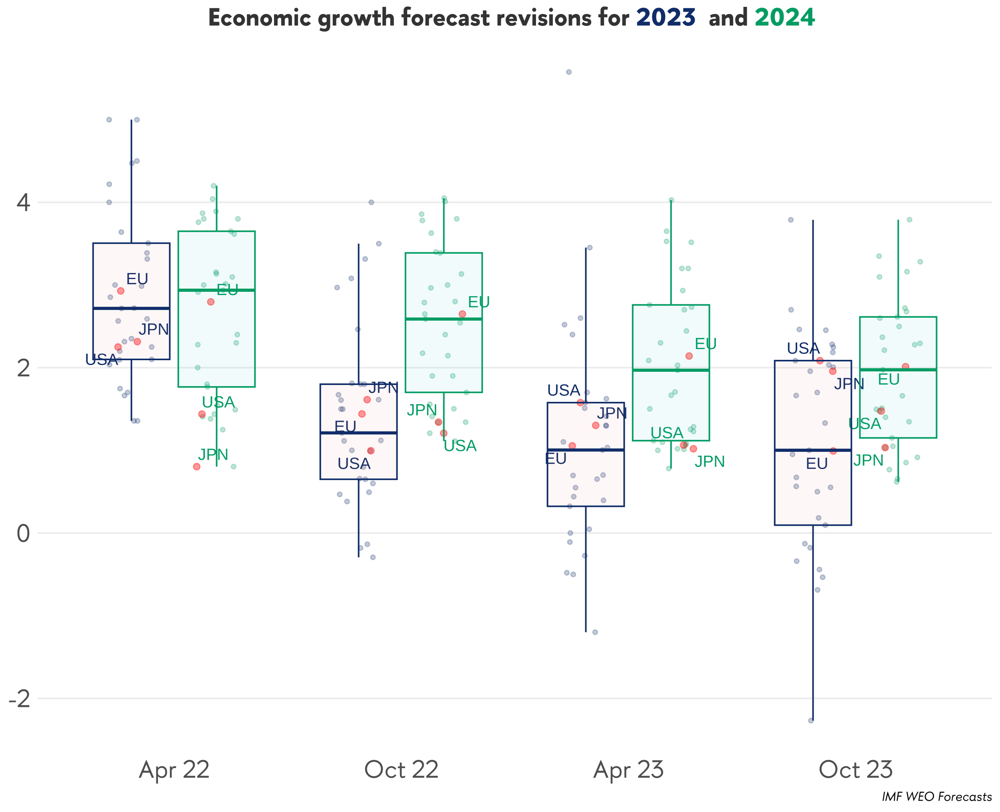 Economic growth forecast revisions for 2023 and 2024
4
EU
EU
EU
JPN
EU
USA
USA
2
JPN
USA
JPN
EU
USA
JPN
JPN
USA
EU
USA
USA
JPN
USA
EU
JPN
JPN
EU
0
-2
Apr 22
Oct 22
Apr 23
Oct 23
IMF WEO Forecasts